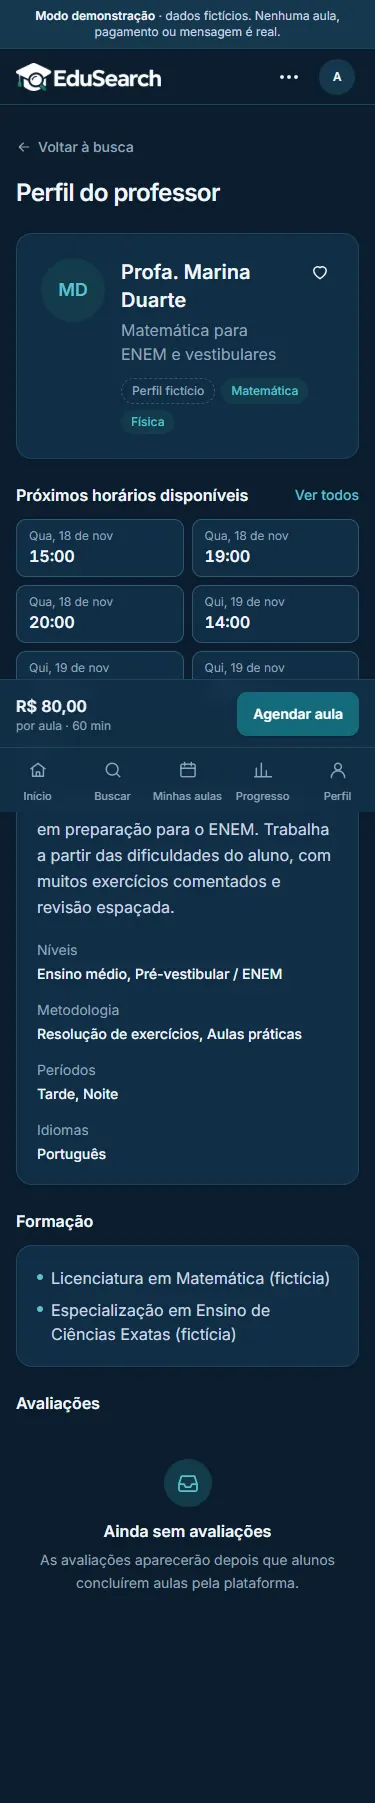 Modo demonstração · dados fictícios. Nenhuma aula,
pagamento ou mensagem é real.
EduSearch
A
← Voltar à busca
Perfil do professor
MD
Profa. Marina
Duarte
Matemática para
ENEM e vestibulares
Perfil fictício
Matemática
Física
Próximos horários disponíveis
Ver todos
Qua, 18 de nov
15:00
Qua, 18 de nov
19:00
Qua, 18 de nov
20:00
Qui, 19 de nov
14:00
Qui, 19 de nov
Qui, 19 de nov
R$ 80,00
por aula · 60 min
Agendar aula
Início
Buscar
Minhas aulas
Progresso
Perfil
em preparação para o ENEM. Trabalha
a partir das dificuldades do aluno, com
muitos exercícios comentados e
revisão espaçada.
Níveis
Ensino médio, Pré-vestibular / ENEM
Metodologia
Resolução de exercícios, Aulas práticas
Períodos
Tarde, Noite
Idiomas
Português
Formação
• Licenciatura em Matemática (fictícia)
• Especialização em Ensino de
Ciências Exatas (fictícia)
Avaliações
Ainda sem avaliações
As avaliações aparecerão depois que alunos
concluírem aulas pela plataforma.